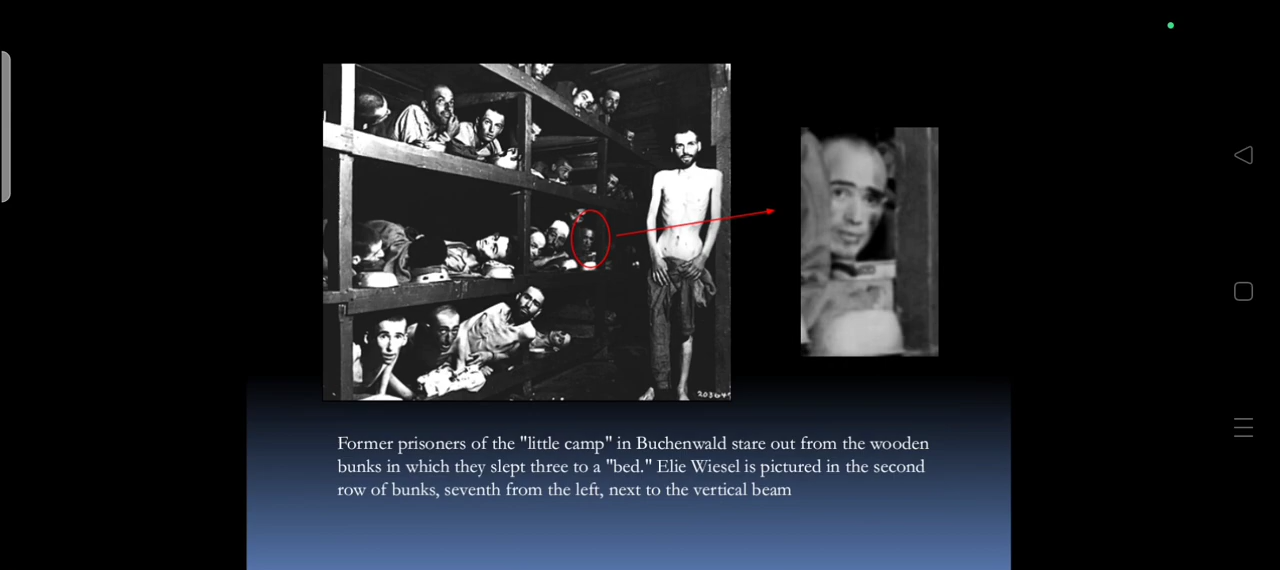 Former prisoners of the "little camp" in Buchenwald stare out from the wooden
bunks in which they slept three to a "bed." Elie Wiesel is pictured in the second
row of bunks, seventh from the left, next to the vertical beam